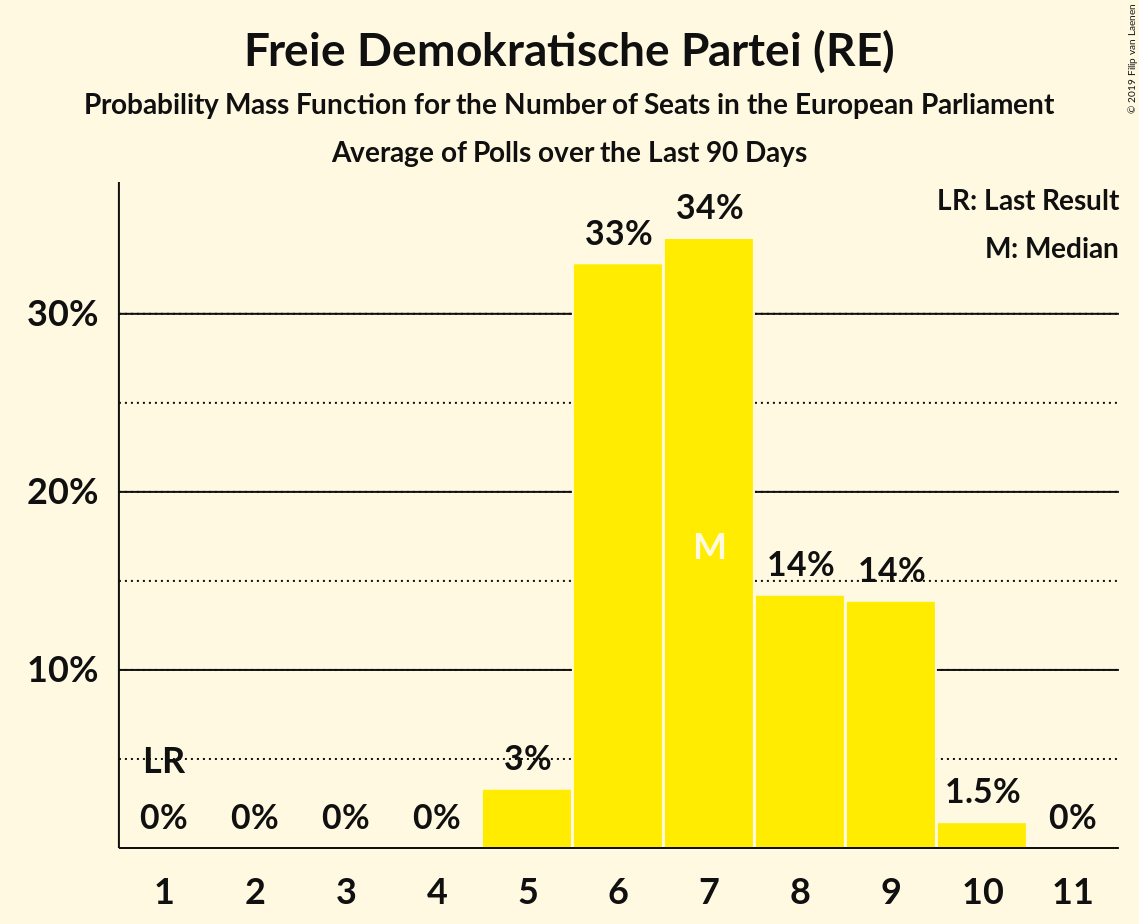 Freie Demokratische Partei (RE)
Probability Mass Function for the Number of Seats in the European Parliament
Average of Polls over the Last 90 Days
© 2019 Filip van Laenen
LR: Last Result
M: Median
34%
33%
30%
20%
M
14%
14%
10%
LR
3%
1.5%
0%
0%
0%
0%
0%
1 2 3 4 5 6 7 8 9 10 11